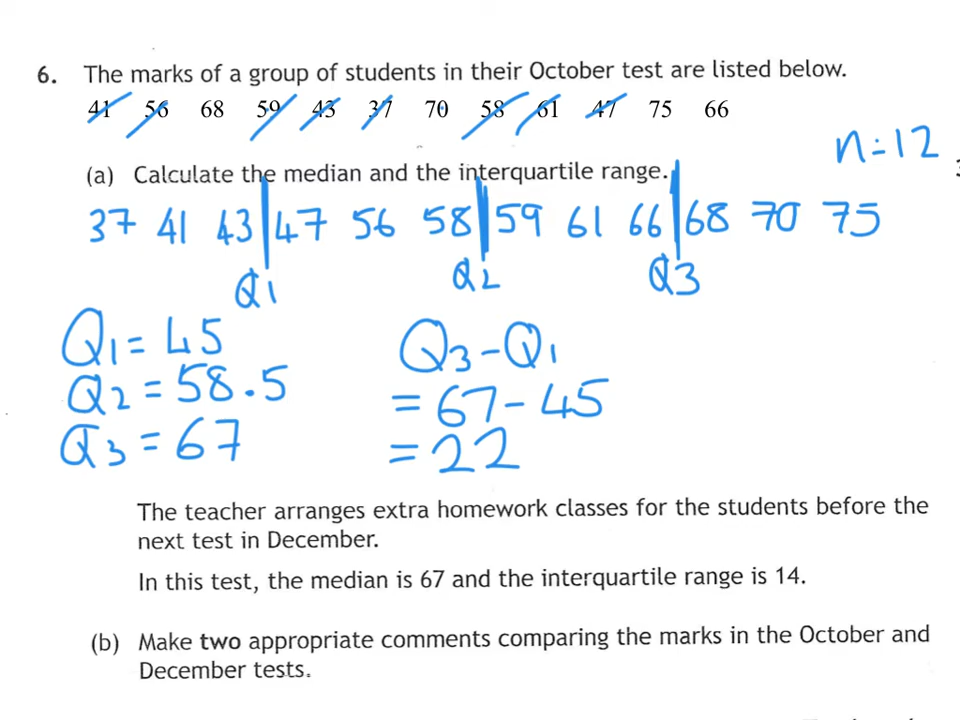 6. The marks of a group of students in their October test are listed below.
41 56 68 59 43 37 70 58 61 47 75 66
n=12
(a) Calculate the median and the interquartile range.
37 41 43 47 56 58 59 61 66 68 70 75
Q1 Q2 Q3
Q1 = 45
Q2 = 58.5
Q3 = 67
Q3 - Q1
= 67 - 45
= 22
The teacher arranges extra homework classes for the students before the
next test in December.
In this test, the median is 67 and the interquartile range is 14.
(b) Make two appropriate comments comparing the marks in the October and
December tests.